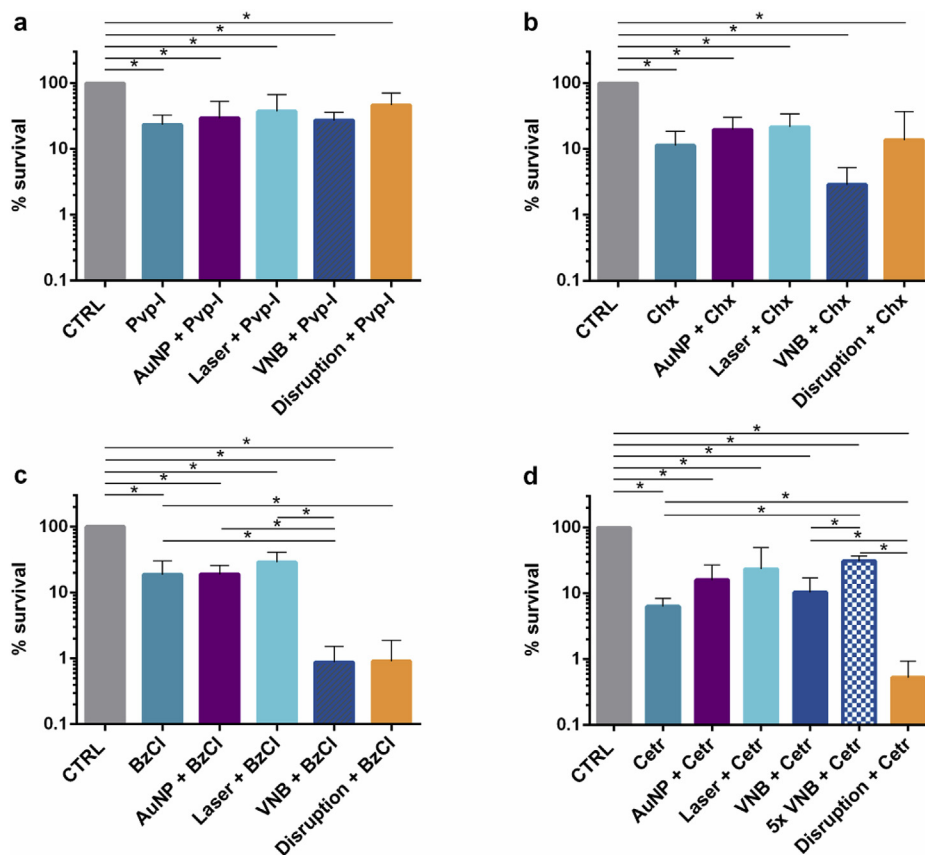 a
*
*
*
*
*
% survival
100
10
1
0.1
CTRL
Pvp-I
AuNP + Pvp-I
Laser + Pvp-I
VNB + Pvp-I
Disruption + Pvp-I
b
*
*
*
*
*
% survival
100
10
1
0.1
CTRL
Chx
AuNP + Chx
Laser + Chx
VNB + Chx
Disruption + Chx
c
*
*
*
*
*
*
*
*
*
% survival
100
10
1
0.1
CTRL
BzCl
AuNP + BzCl
Laser + BzCl
VNB + BzCl
Disruption + BzCl
d
*
*
*
*
*
*
*
*
*
*
*
% survival
100
10
1
0.1
CTRL
Cetr
AuNP + Cetr
Laser + Cetr
VNB + Cetr
5x VNB + Cetr
Disruption + Cetr